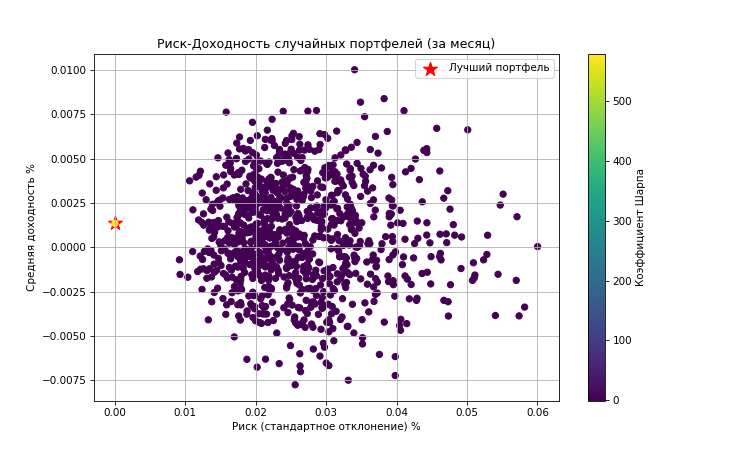 Риск-Доходность случайных портфелей (за месяц)
Лучший портфель
Средняя доходность %
0.0100
0.0075
0.0050
0.0025
0.0000
−0.0025
−0.0050
−0.0075
0.00 0.01 0.02 0.03 0.04 0.05 0.06
Риск (стандартное отклонение) %
500
400
300
200
100
0
Коэффициент Шарпа